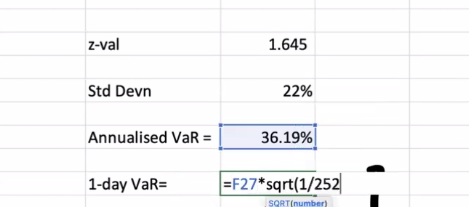 z-val 1.645
Std Devn 22%
Annualised VaR = 36.19%
1-day VaR= =F27*sqrt(1/252
SQRT(number)